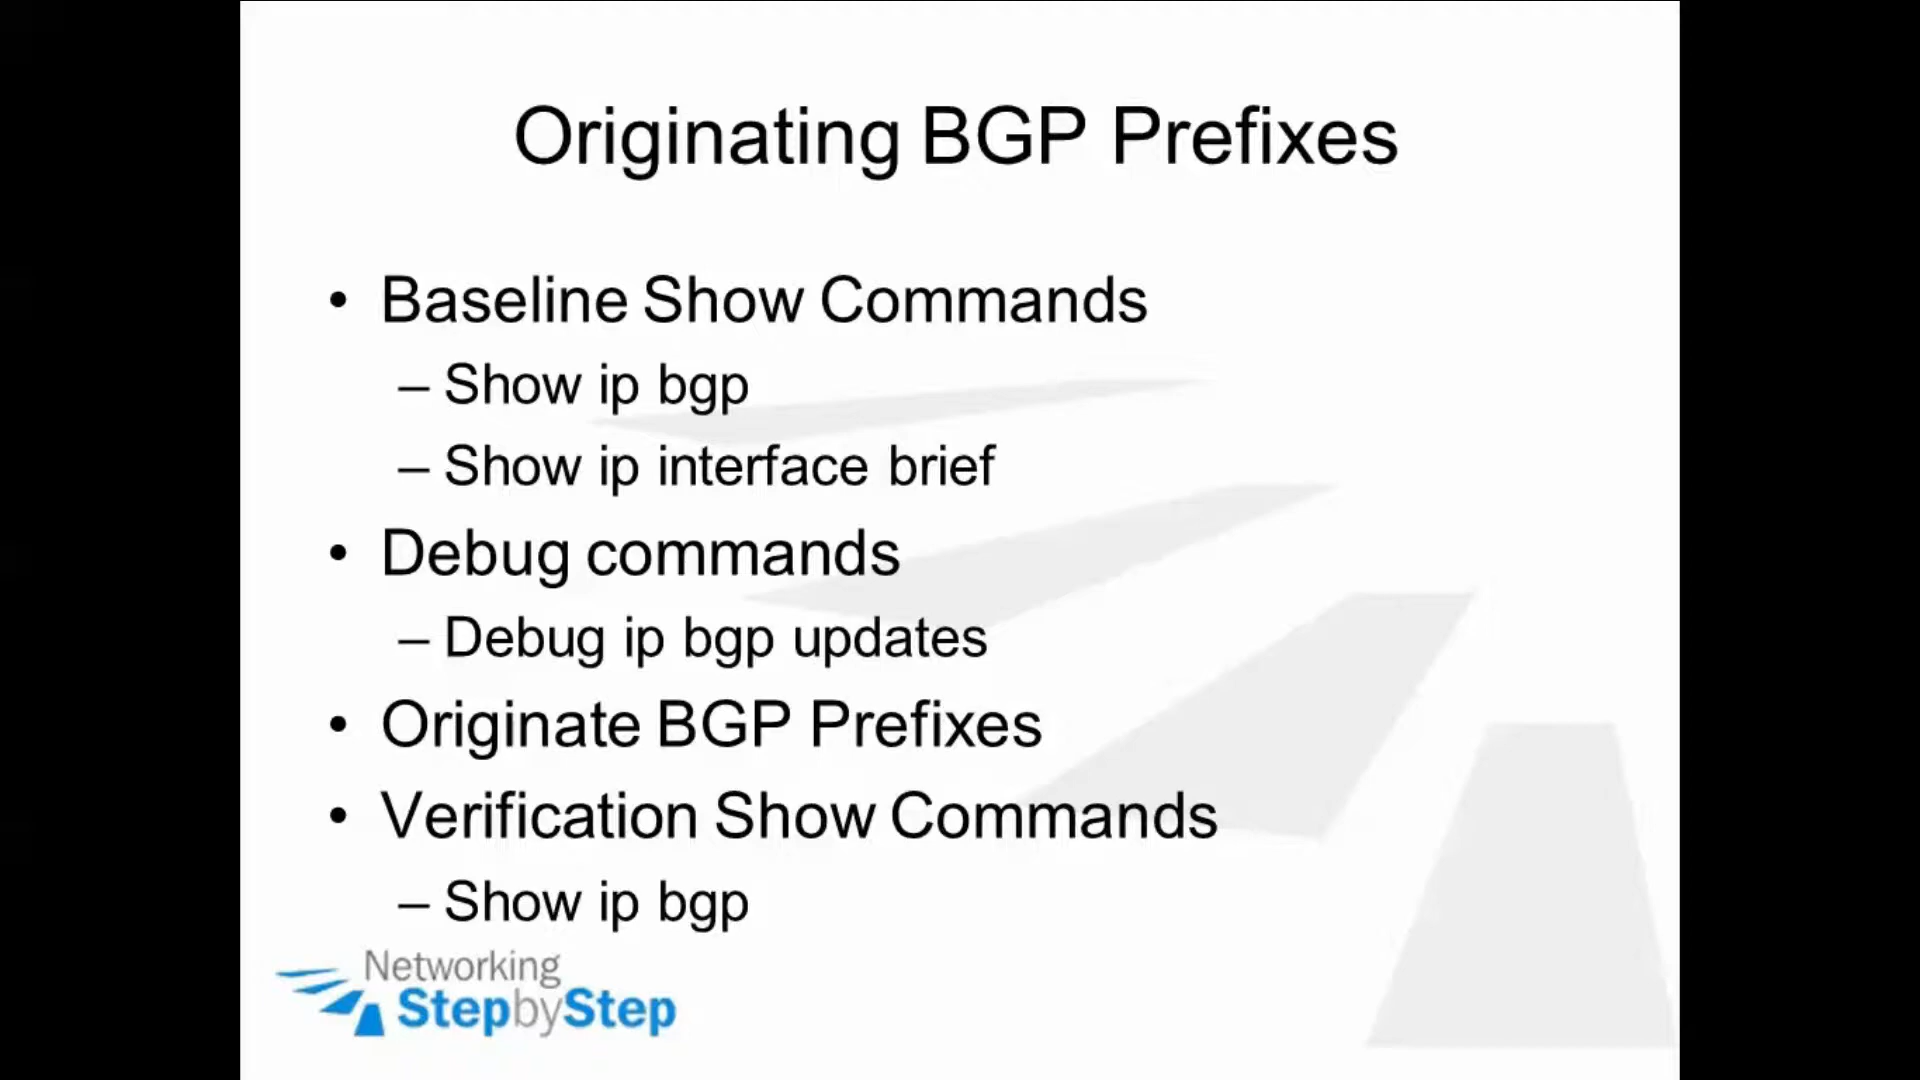 Originating BGP Prefixes
• Baseline Show Commands
– Show ip bgp
– Show ip interface brief
• Debug commands
– Debug ip bgp updates
• Originate BGP Prefixes
• Verification Show Commands
– Show ip bgp
Networking
StepbyStep